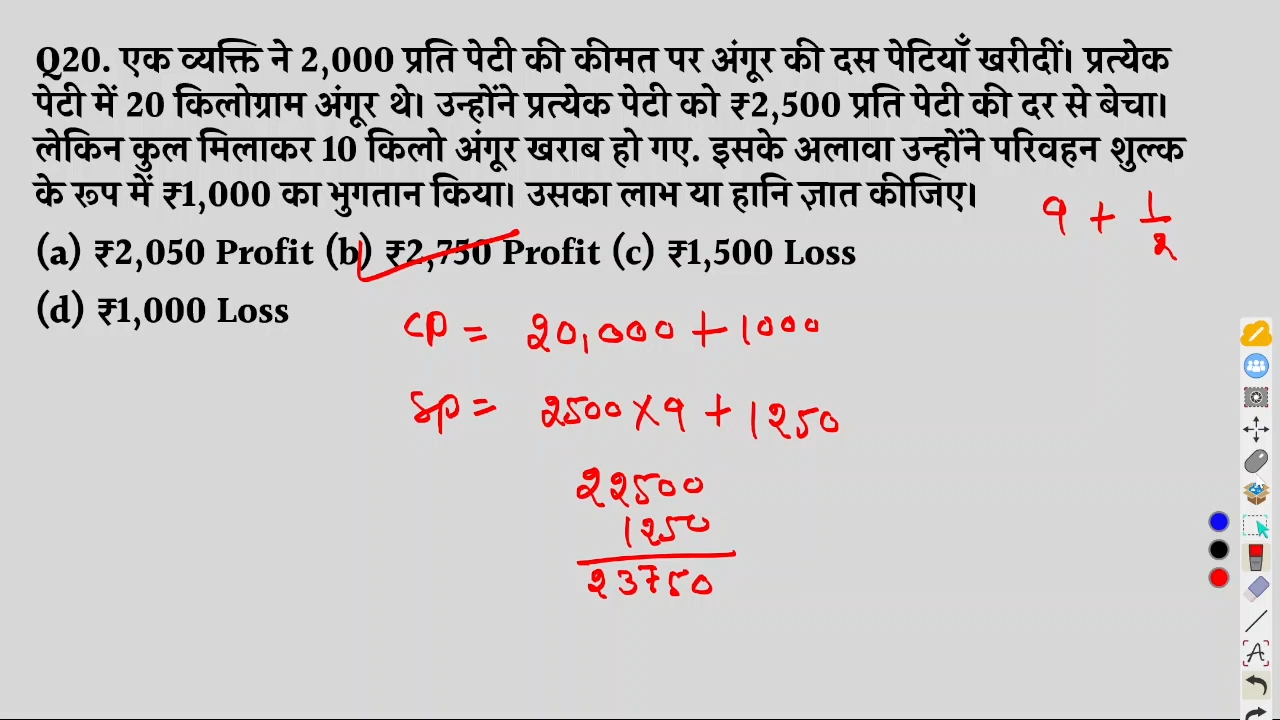 Q20. एक व्यक्ति ने 2,000 प्रति पेटी की कीमत पर अंगूर की दस पेटियाँ खरीदीं। प्रत्येक
पेटी में 20 किलोग्राम अंगूर थे। उन्होंने प्रत्येक पेटी को ₹2,500 प्रति पेटी की दर से बेचा।
लेकिन कुल मिलाकर 10 किलो अंगूर खराब हो गए. इसके अलावा उन्होंने परिवहन शुल्क
के रूप में ₹1,000 का भुगतान किया। उसका लाभ या हानि ज्ञात कीजिए।
9 + 1/2
(a) ₹2,050 Profit (b) ₹2,750 Profit (c) ₹1,500 Loss
(d) ₹1,000 Loss
CP = 20,000 + 1000
SP = 2500 × 9 + 1250
22500
1250
23750